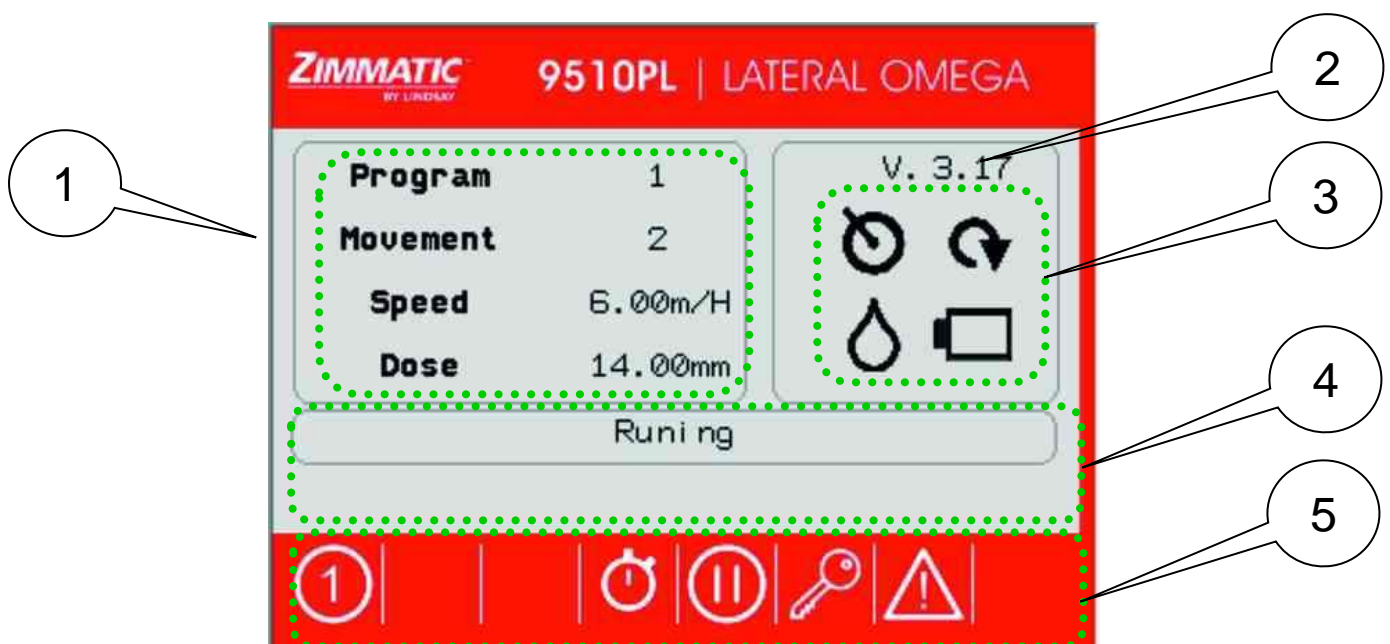 ZIMMATIC
BY LINDSAY
9510PL | LATERAL OMEGA
Program 1
Movement 2
Speed 6.00m/H
Dose 14.00mm
V. 3.17
Runing
1
1
2
3
4
5